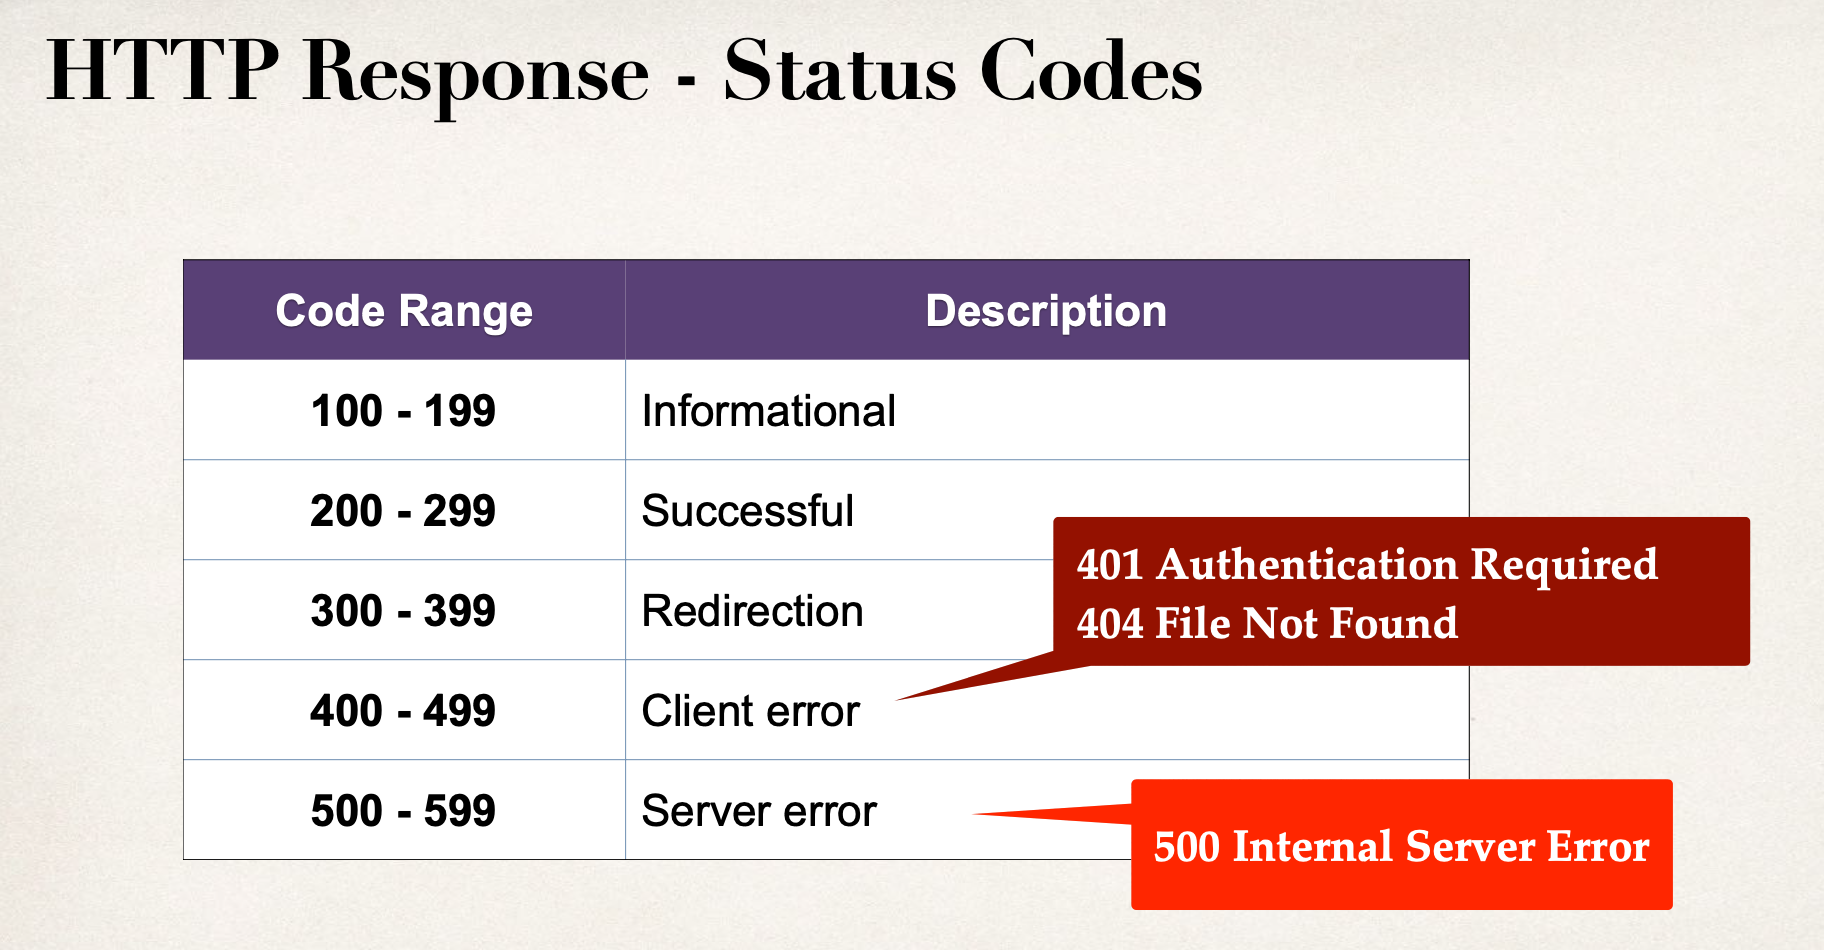 HTTP Response - Status Codes
Code Range Description
100 - 199 Informational
200 - 299 Successful
300 - 399 Redirection
400 - 499 Client error
500 - 599 Server error
401 Authentication Required
404 File Not Found
500 Internal Server Error